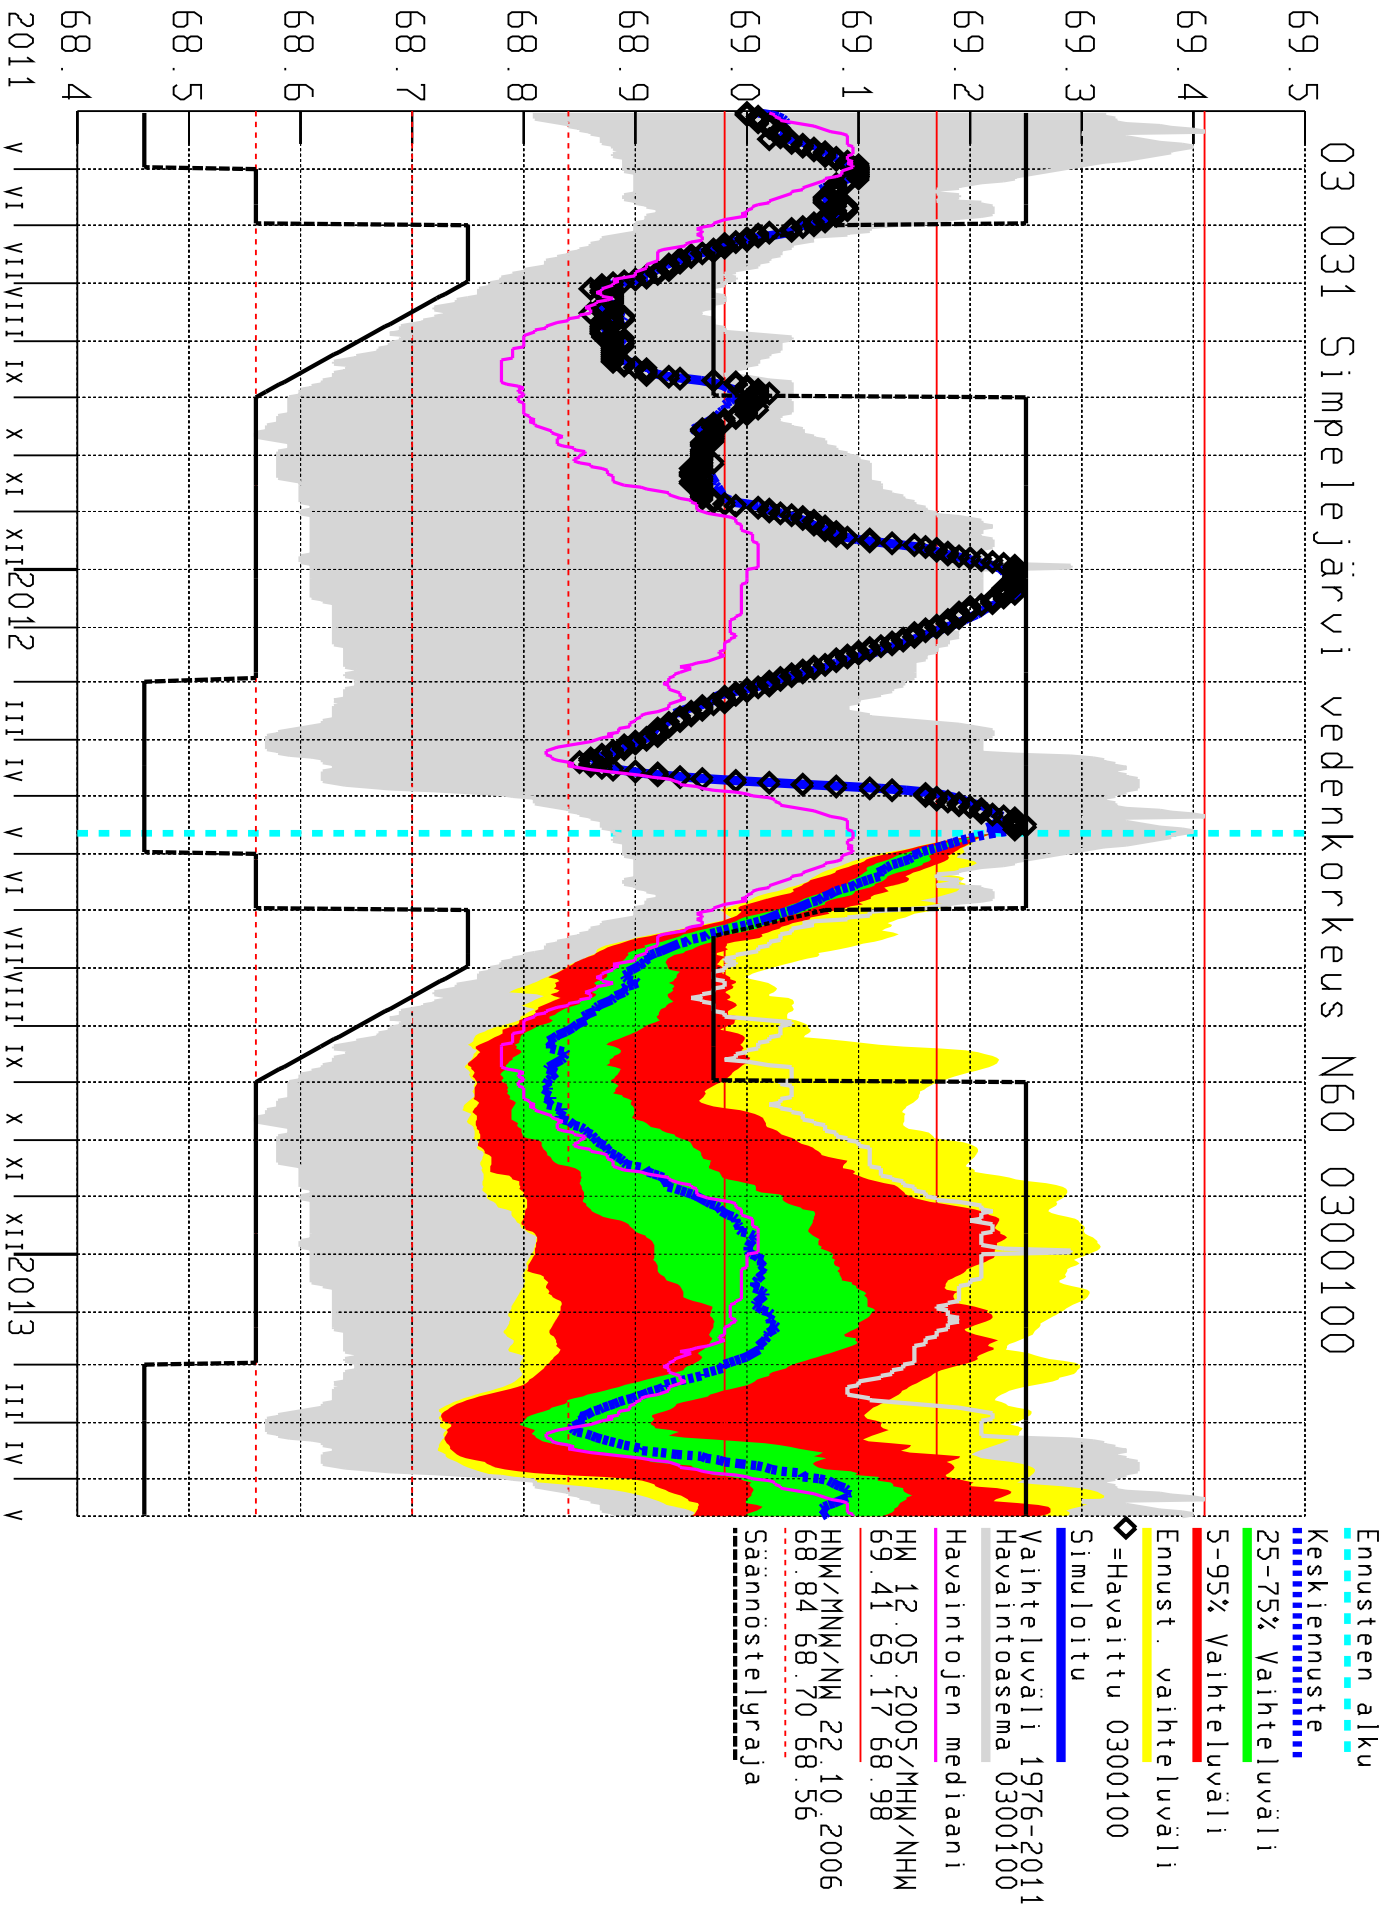 03 031 Simpelejärvi vedenkorkeus N60 0300100
69.5
69.4
69.3
69.2
69.1
69.0
68.9
68.8
68.7
68.6
68.5
68.4
2011 V VI VII VIII IX X XI XII 2012 III IV V VI VII VIII IX X XI XII 2013 III IV V
Ennusteen alku
Keskiennuste
25-75% Vaihteluväli
5-95% Vaihteluväli
Ennust. vaihteluväli
=Havaittu 0300100
Simuloitu
Vaihteluväli 1976-2011
Havaintoasema 0300100
Havaintojen mediaani
HW 12.05.2005/MHW/NHW
69.41 69.17 68.98
HNW/MNW/NW 22.10.2006
68.84 68.70 68.56
Säännöstelyraja